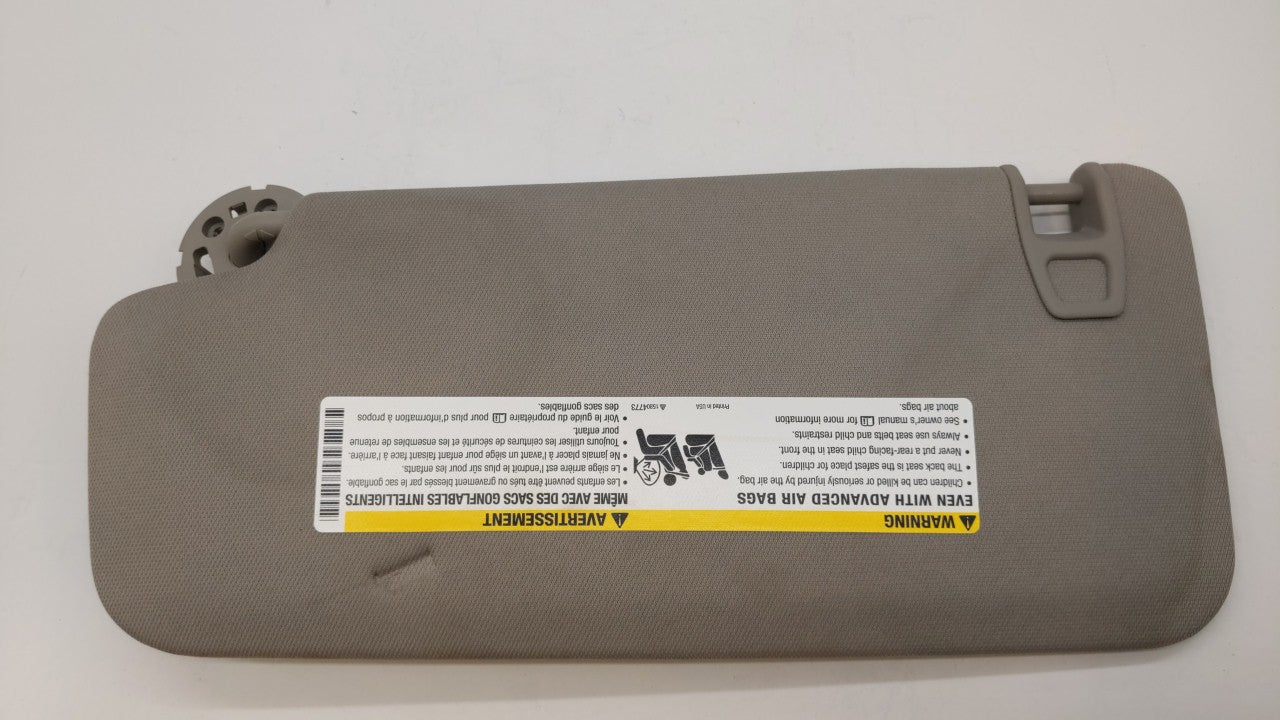 WARNING
EVEN WITH ADVANCED AIR BAGS
• Children can be killed or seriously injured by the air bag.
• The back seat is the safest place for children.
• Never put a rear-facing child seat in the front.
• Always use seat belts and child restraints.
• See owner's manual for more information
about air bags.
Printed in USA
15804773
AVERTISSEMENT
MÊME AVEC DES SACS GONFLABLES INTELLIGENTS
• Les enfants peuvent être tués ou gravement blessés par le sac gonflable.
• Le siège arrière est l'endroit le plus sûr pour les enfants.
• Ne jamais placer à l'avant un siège pour enfant faisant face à l'arrière.
• Toujours utiliser les ceintures de sécurité et les ensembles de retenue
pour enfant.
• Voir le guide du propriétaire pour plus d'information à propos
des sacs gonflables.